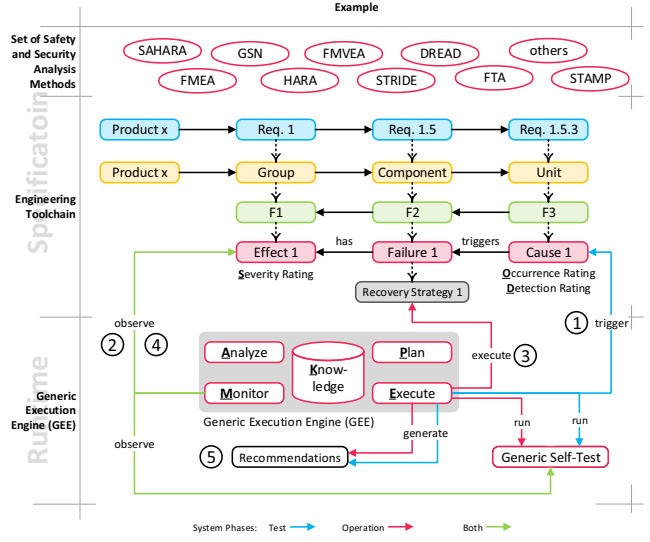 Example
Set of Safety
and Security
Analysis
Methods
SAHARA
GSN
FMVEA
DREAD
others
FMEA
HARA
STRIDE
FTA
STAMP
Specificatoin
Engineering
Toolchain
Product x
Req. 1
Req. 1.5
Req. 1.5.3
Product x
Group
Component
Unit
F1
F2
F3
Effect 1
has
Failure 1
triggers
Cause 1
Severity Rating
Occurrence Rating
Detection Rating
Recovery Strategy 1
observe
2
4
1
trigger
execute
3
Analyze
Know-
ledge
Plan
Monitor
Execute
Generic Execution Engine (GEE)
Runtime
Generic
Execution
Engine (GEE)
generate
run
run
observe
5
Recommendations
Generic Self-Test
System Phases:
Test
Operation
Both